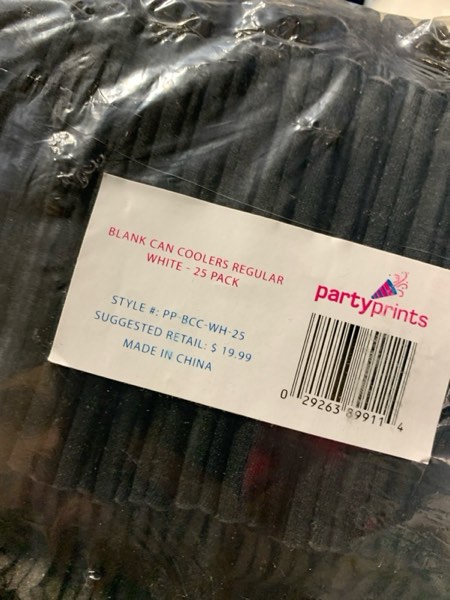 BLANK CAN COOLERS REGULAR
WHITE - 25 PACK
STYLE #: PP-BCC-WH-25
SUGGESTED RETAIL: $ 19.99
MADE IN CHINA
partyprints
0 29263 89911 4